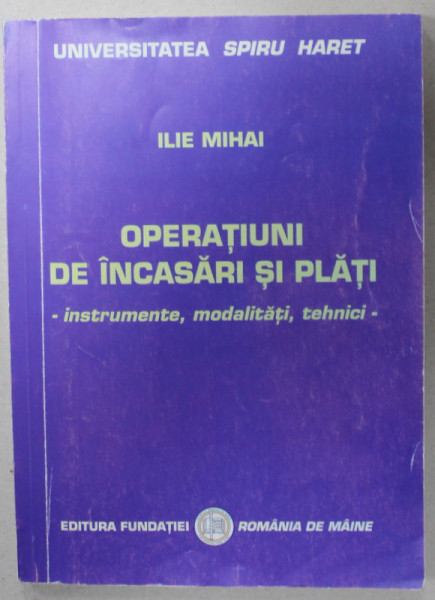 UNIVERSITATEA SPIRU HARET
ILIE MIHAI
OPERAȚIUNI
DE ÎNCASĂRI ȘI PLĂȚI
- instrumente, modalități, tehnici -
EDITURA FUNDAȚIEI ROMÂNIA DE MÂINE